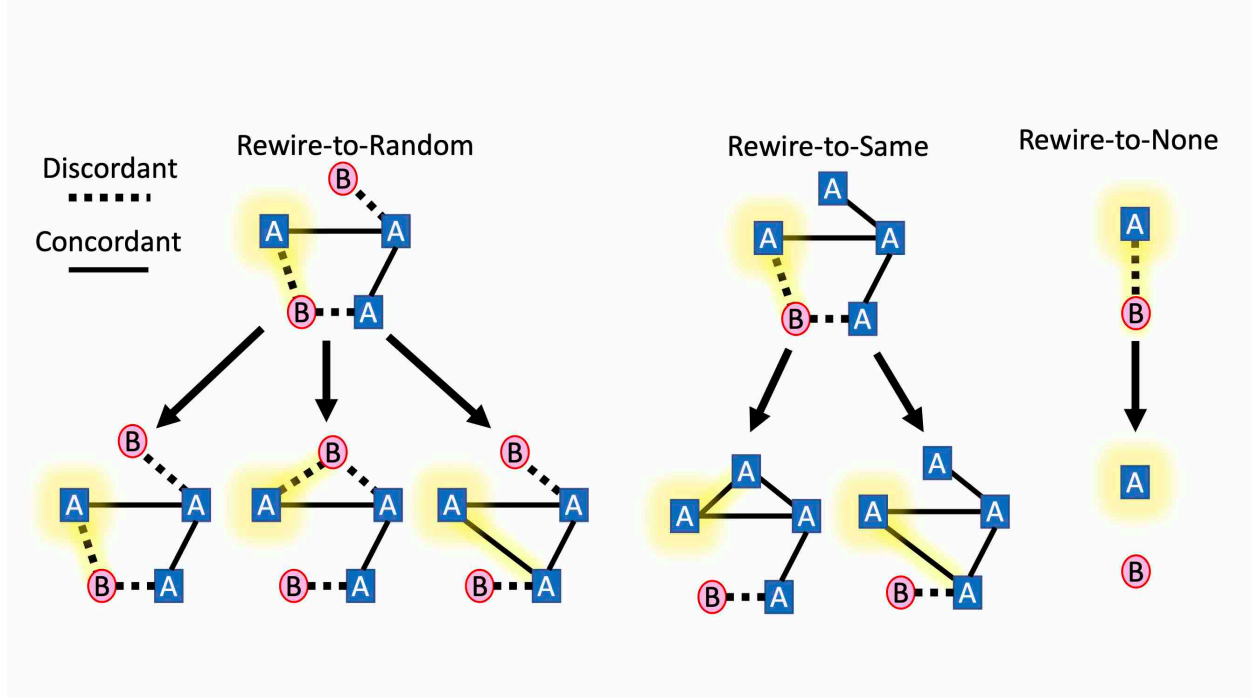 Discordant
Concordant
Rewire-to-Random
B
A A
B A
B
A A
B A
B
A A
B A
B
A A
B A
Rewire-to-Same
A
A A
B A
A
A A
B A
A
A A
B A
Rewire-to-None
A
B
A
B